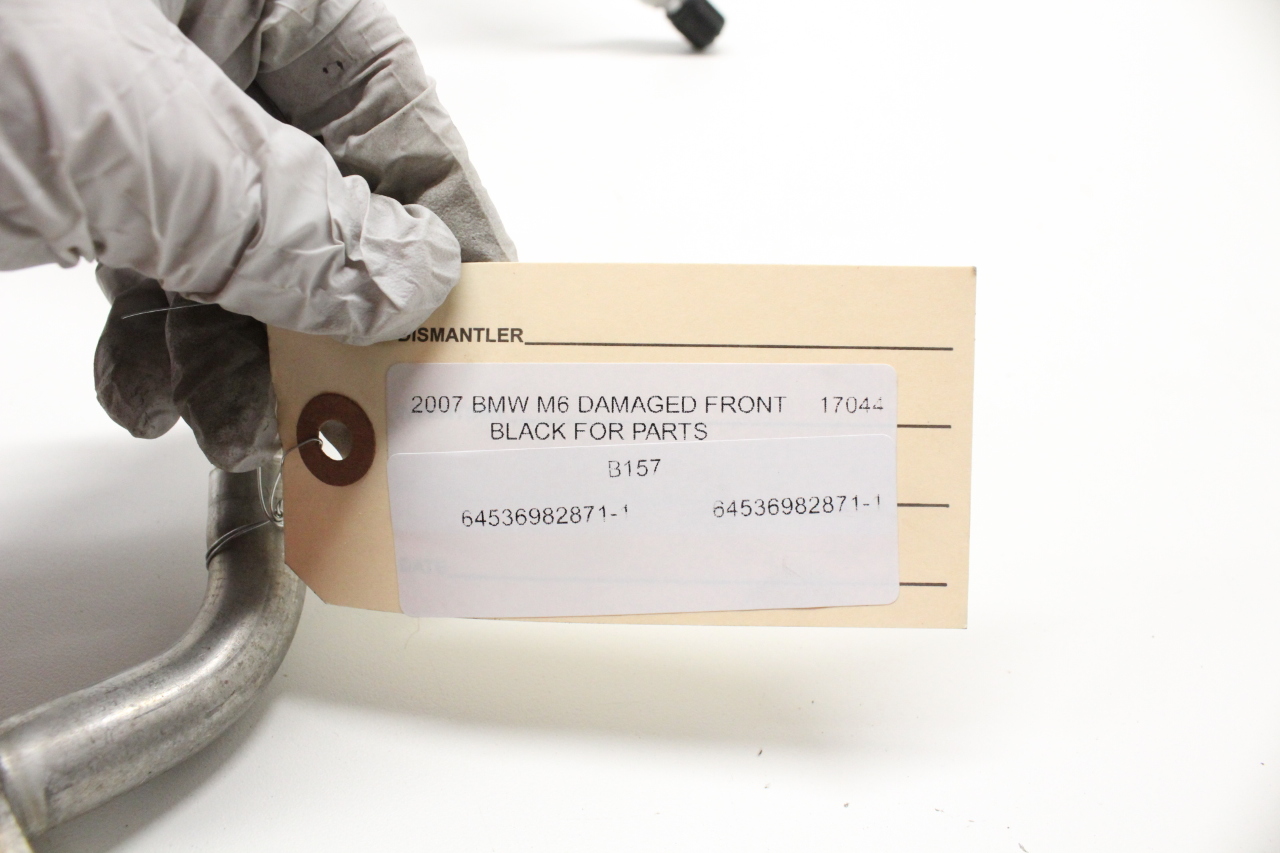 DISMANTLER
2007 BMW M6 DAMAGED FRONT 17044
BLACK FOR PARTS
B157
64536982871-1 64536982871-1